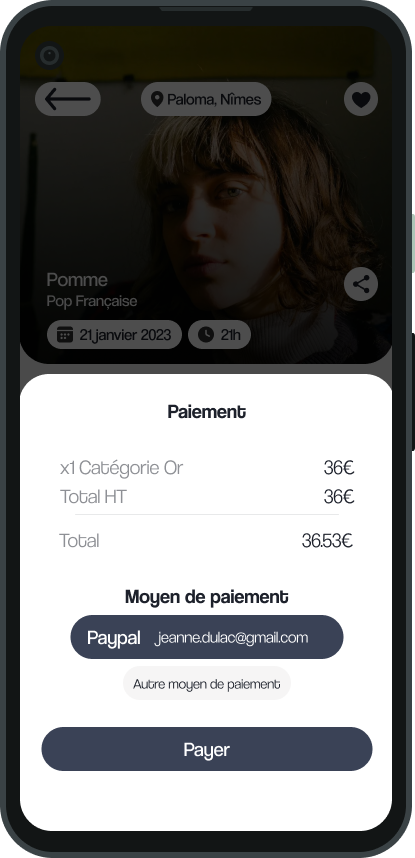 Paloma, Nîmes
Pomme
Pop Française
21 janvier 2023 21h
Paiement
x1 Catégorie Or 36€
Total HT 36€
Total 36.53€
Moyen de paiement
Paypal jeanne.dulac@gmail.com
Autre moyen de paiement
Payer